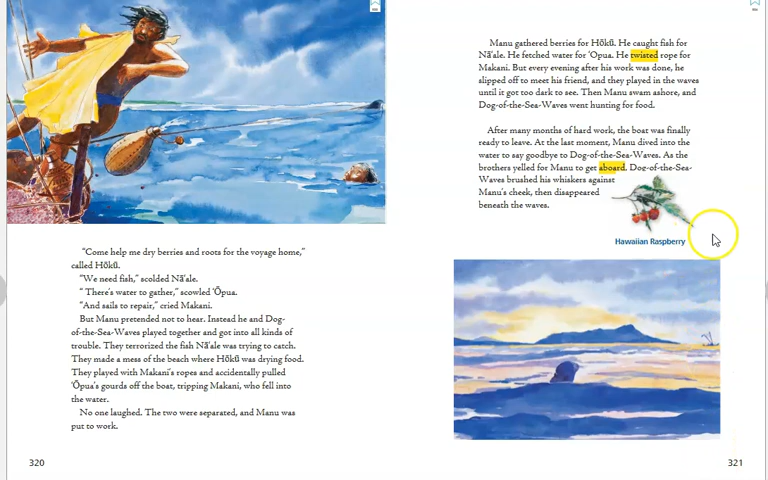 “Come help me dry berries and roots for the voyage home,”
called Hōkū.
“We need fish,” scolded Nā‘ale.
“ There’s water to gather,” scowled ‘Ōpua.
“And sails to repair,” cried Makani.
But Manu pretended not to hear. Instead he and Dog-
of-the-Sea-Waves played together and got into all kinds of
trouble. They terrorized the fish Nā‘ale was trying to catch.
They made a mess of the beach where Hōkū was drying food.
They played with Makani’s ropes and accidentally pulled
‘Ōpua’s gourds off the boat, tripping Makani, who fell into
the water.
No one laughed. The two were separated, and Manu was
put to work.
320
Manu gathered berries for Hōkū. He caught fish for
Nā‘ale. He fetched water for ‘Opua. He twisted rope for
Makani. But every evening after his work was done, he
slipped off to meet his friend, and they played in the waves
until it got too dark to see. Then Manu swam ashore, and
Dog-of-the-Sea-Waves went hunting for food.
After many months of hard work, the boat was finally
ready to leave. At the last moment, Manu dived into the
water to say goodbye to Dog-of-the-Sea-Waves. As the
brothers yelled for Manu to get aboard. Dog-of-the-Sea-
Waves brushed his whiskers against
Manu’s cheek, then disappeared
beneath the waves.
Hawaiian Raspberry
321